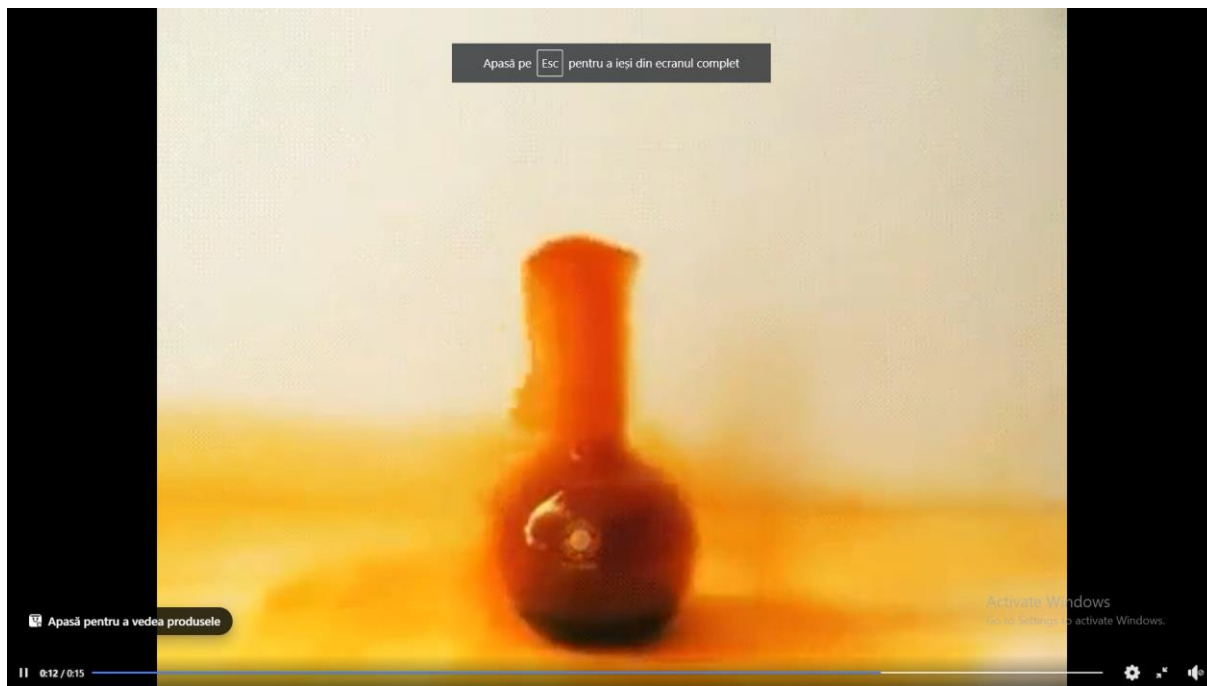 Apasă pe Esc pentru a ieși din ecranul complet
Activate Windows
Go to Settings to activate Windows.
Apasă pentru a vedea produsele
0:12 / 0:15